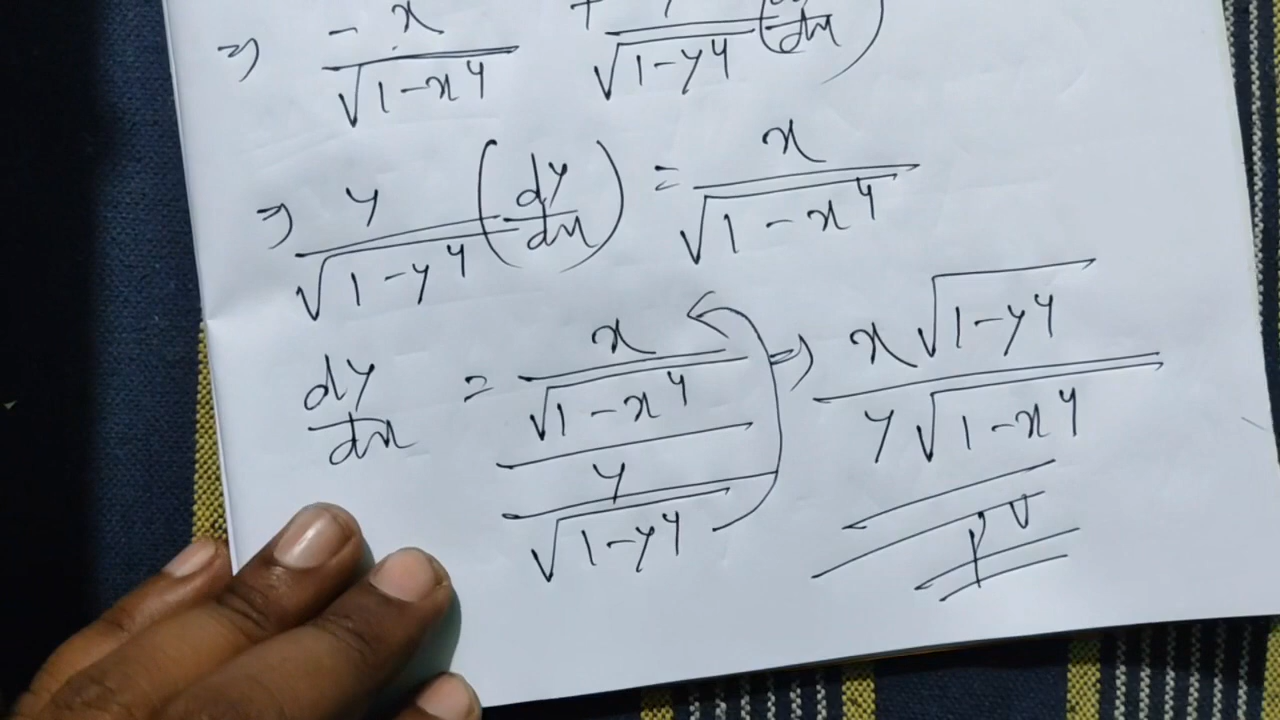 ⇒ -x / √(1-x⁴) + y / √(1-y⁴) (dy/dx)
⇒ y / √(1-y⁴) (dy/dx) = x / √(1-x⁴)
dy/dx = (x / √(1-x⁴)) / (y / √(1-y⁴)) ⇒ x√(1-y⁴) / y√(1-x⁴)